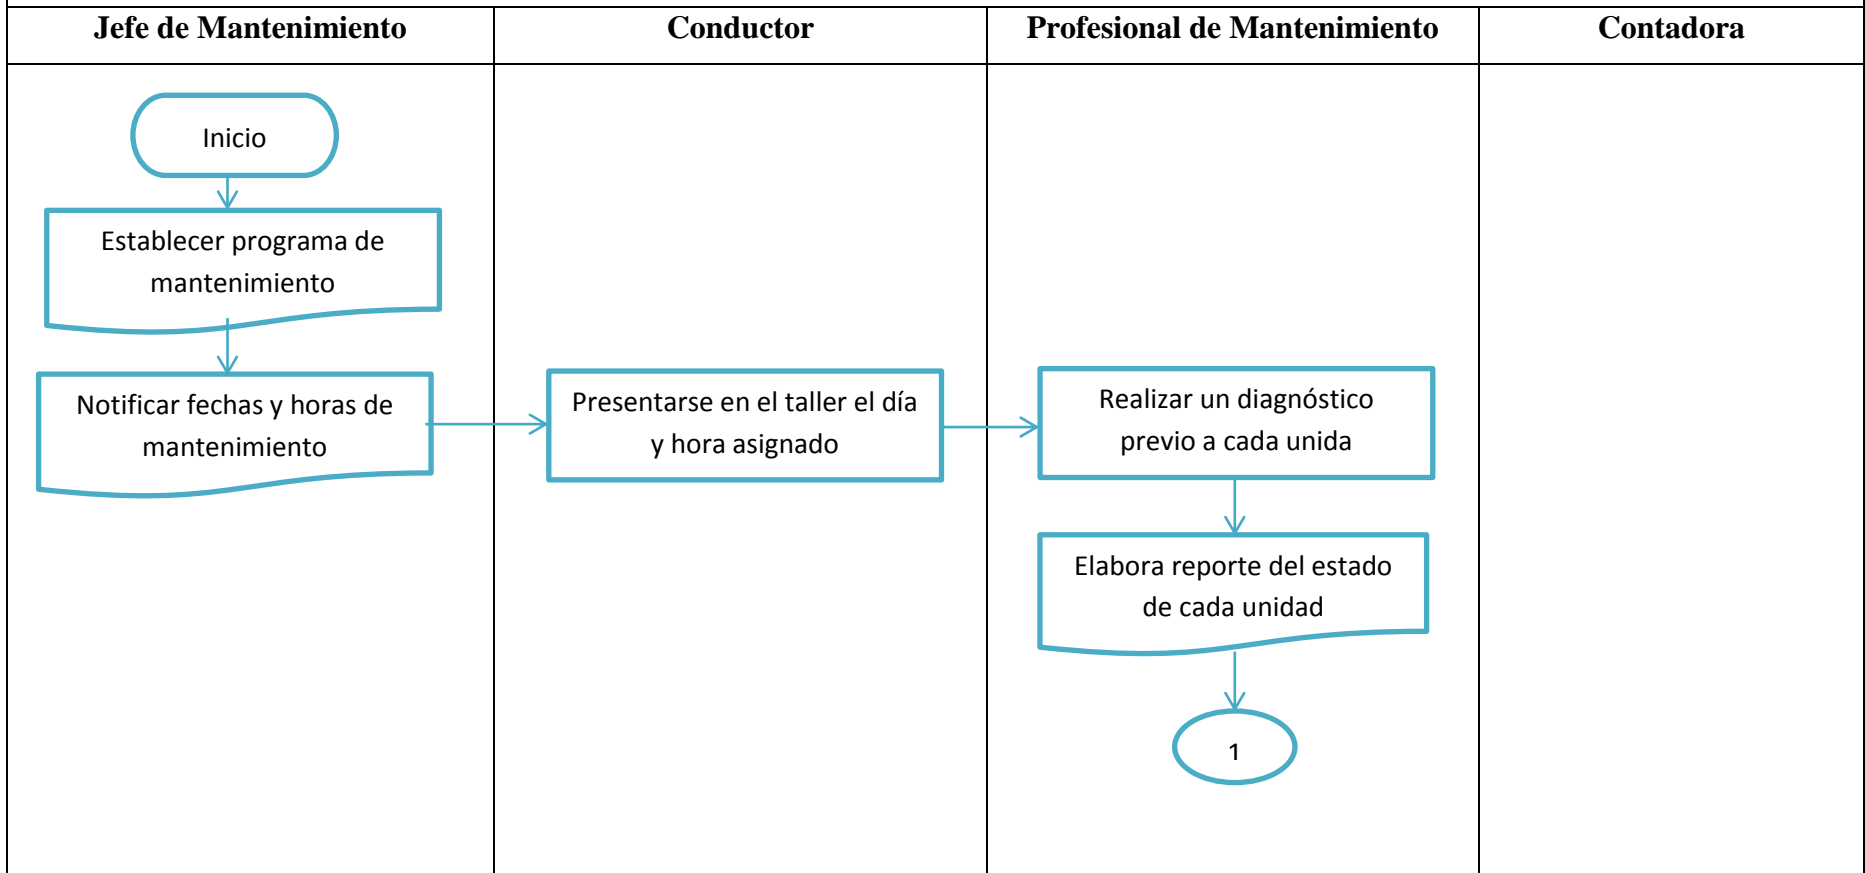 Jefe de Mantenimiento
Conductor
Profesional de Mantenimiento
Contadora
Inicio
Establecer programa de
mantenimiento
Notificar fechas y horas de
mantenimiento
Presentarse en el taller el día
y hora asignado
Realizar un diagnóstico
previo a cada unida
Elabora reporte del estado
de cada unidad
1